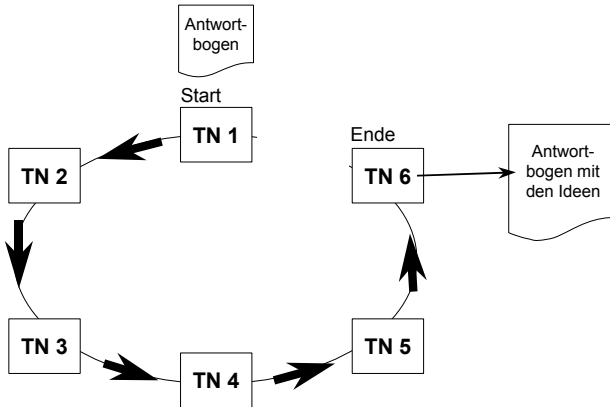 Antwort-
bogen
Start
TN 1
TN 2
TN 3
TN 4
TN 5
Ende
TN 6
Antwort-
bogen mit
den Ideen